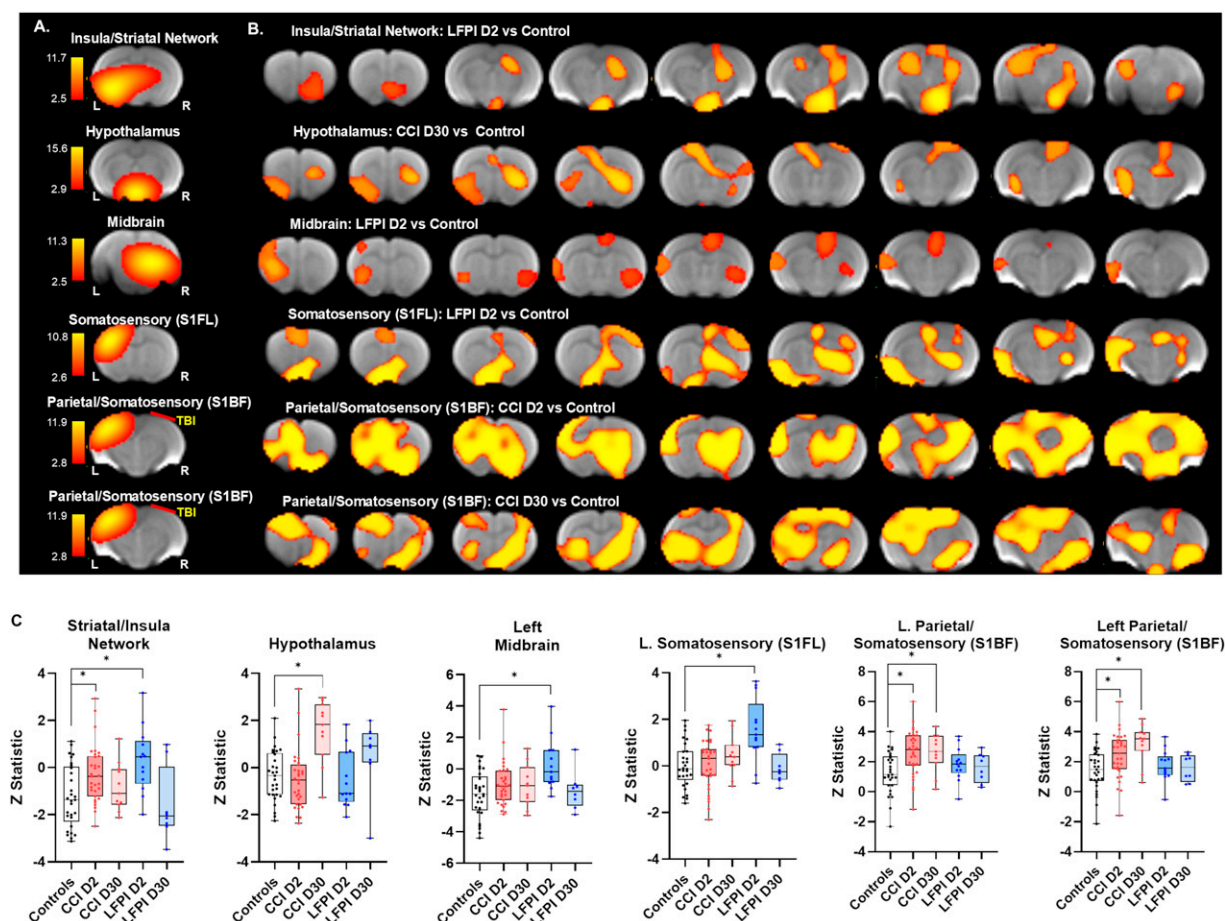 A.
Insula/Striatal Network
11.7
2.5
L
R
Hypothalamus
15.6
2.9
L
R
Midbrain
11.3
2.5
L
R
Somatosensory (S1FL)
10.8
2.6
L
R
Parietal/Somatosensory (S1BF)
TBI
11.9
2.8
L
R
Parietal/Somatosensory (S1BF)
TBI
11.9
2.8
L
R
B.
Insula/Striatal Network: LFPI D2 vs Control
Hypothalamus: CCI D30 vs Control
Midbrain: LFPI D2 vs Control
Somatosensory (S1FL): LFPI D2 vs Control
Parietal/Somatosensory (S1BF): CCI D2 vs Control
Parietal/Somatosensory (S1BF): CCI D30 vs Control
C
Striatal/Insula
Network
Z Statistic
4
2
0
-2
-4
*
*
Controls
CCI D2
CCI D30
LFPI D2
LFPI D30
Hypothalamus
Z Statistic
4
2
0
-2
-4
*
Controls
CCI D2
CCI D30
LFPI D2
LFPI D30
Left
Midbrain
Z Statistic
6
4
2
0
-2
-4
-6
*
Controls
CCI D2
CCI D30
LFPI D2
LFPI D30
L. Somatosensory (S1FL)
Z Statistic
4
2
0
-2
-4
*
Controls
CCI D2
CCI D30
LFPI D2
LFPI D30
L. Parietal/
Somatosensory (S1BF)
Z Statistic
8
6
4
2
0
-2
-4
*
*
Controls
CCI D2
CCI D30
LFPI D2
LFPI D30
Left Parietal/
Somatosensory (S1BF)
Z Statistic
8
6
4
2
0
-2
-4
*
*
Controls
CCI D2
CCI D30
LFPI D2
LFPI D30